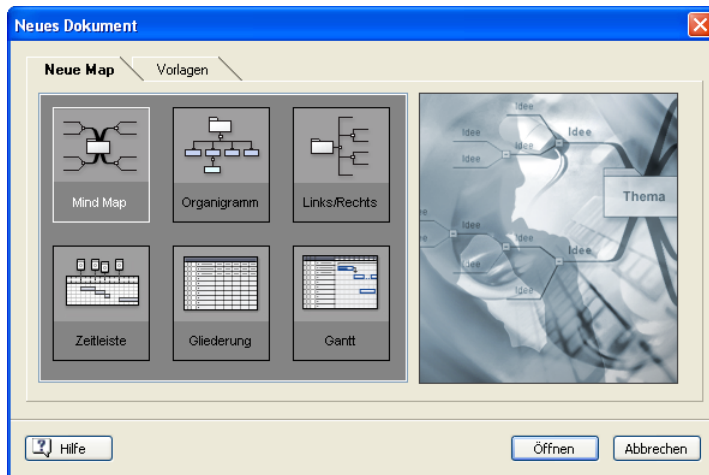 Neues Dokument
Neue Map Vorlagen
Mind Map Organigramm Links/Rechts
Zeitleiste Gliederung Gantt
Idee
Idee Idee
Idee
Thema
Idee
Idee Idee
Idee
Idee
Hilfe Öffnen Abbrechen